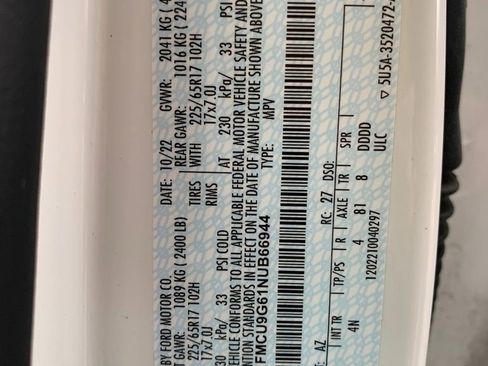 BY FORD MOTOR CO. DATE: 10/22 GVWR: 2041 KG ( 4
T GAWR: 1089 KG ( 2400 LB) REAR GAWR: 1016 KG ( 224
225/65R17 102H TIRES WITH 225/65R17 102H
17x7.0J RIMS 17x7.0J
kPa/ 33 PSI COLD AT 230 kPa/ 33 PSI
VEHICLE CONFORMS TO ALL APPLICABLE FEDERAL MOTOR VEHICLE SAFETY AND
NTION STANDARDS IN EFFECT ON THE DATE OF MANUFACTURE SHOWN ABOVE
FMCU9G61NUB66944 TYPE: MPV
AZ RC: 27 DSO:
INT TR TP/PS R AXLE TR SPR
4N 4 81 8 DDDD
1202210040297 ULC
▽ 5U5A-3520472-